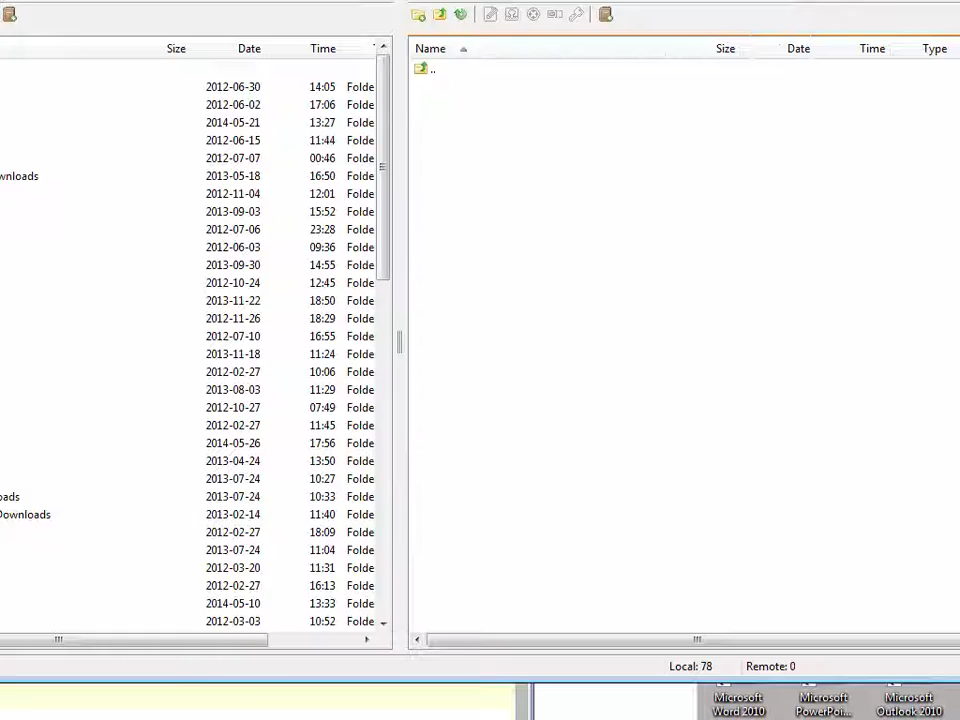 Size Date Time
Name Size Date Time Type
..
2012-06-30 14:05 Folde
2012-06-02 17:06 Folde
2014-05-21 13:27 Folde
2012-06-15 11:44 Folde
2012-07-07 00:46 Folde
wnloads 2013-05-18 16:50 Folde
2012-11-04 12:01 Folde
2013-09-03 15:52 Folde
2012-07-06 23:28 Folde
2012-06-03 09:36 Folde
2013-09-30 14:55 Folde
2012-10-24 12:45 Folde
2013-11-22 18:50 Folde
2012-11-26 18:29 Folde
2012-07-10 16:55 Folde
2013-11-18 11:24 Folde
2012-02-27 10:06 Folde
2013-08-03 11:29 Folde
2012-10-27 07:49 Folde
2012-02-27 11:45 Folde
2014-05-26 17:56 Folde
2013-04-24 13:50 Folde
2013-07-24 10:27 Folde
oads 2013-07-24 10:33 Folde
Downloads 2013-02-14 11:40 Folde
2012-02-27 18:09 Folde
2013-07-24 11:04 Folde
2012-03-20 11:31 Folde
2012-02-27 16:13 Folde
2014-05-10 13:33 Folde
2012-03-03 10:52 Folde
Local: 78 Remote: 0
Microsoft Word 2010
Microsoft PowerPoi...
Microsoft Outlook 2010